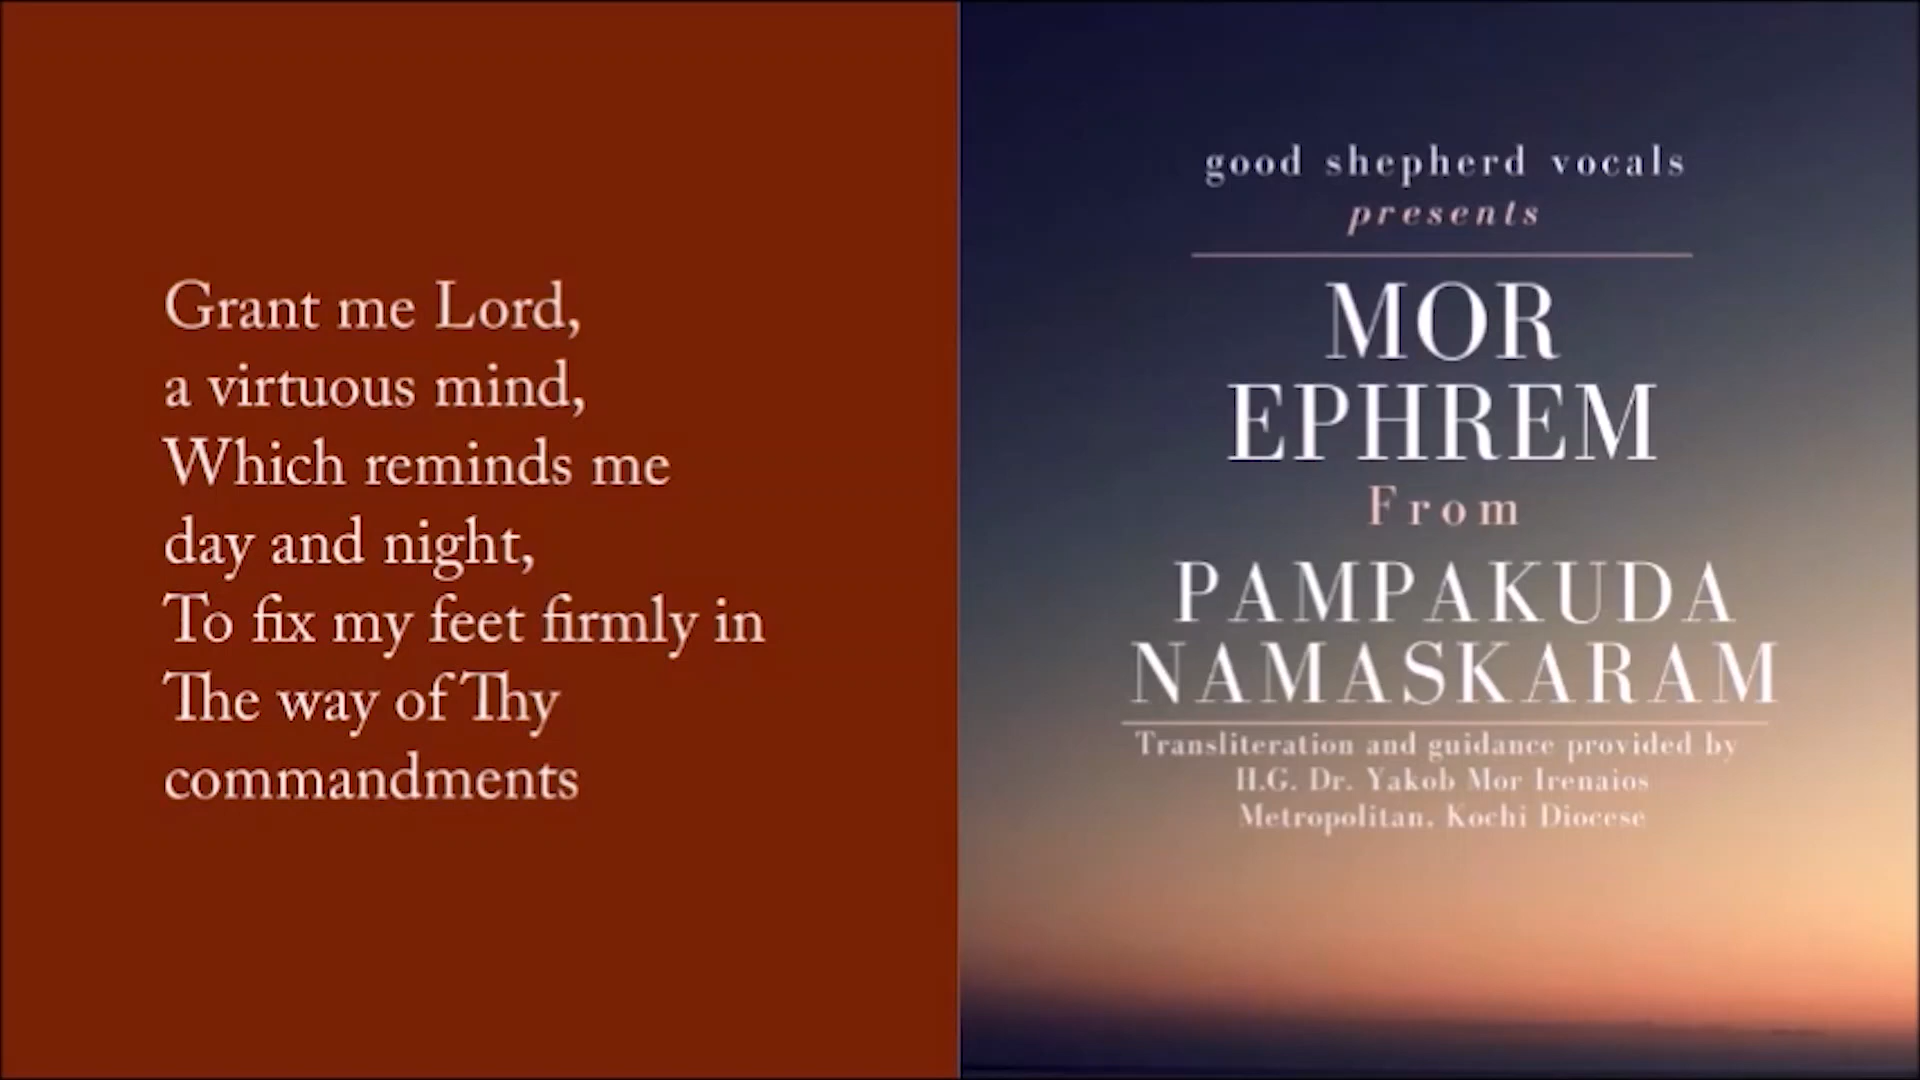 Grant me Lord,
a virtuous mind,
Which reminds me
day and night,
To fix my feet firmly in
The way of Thy
commandments
good shepherd vocals
presents
MOR
EPHREM
From
PAMPAKUDA
NAMASKARAM
Transliteration and guidance provided by
H.G. Dr. Yakob Mor Irenaios
Metropolitan. Kochi Diocese